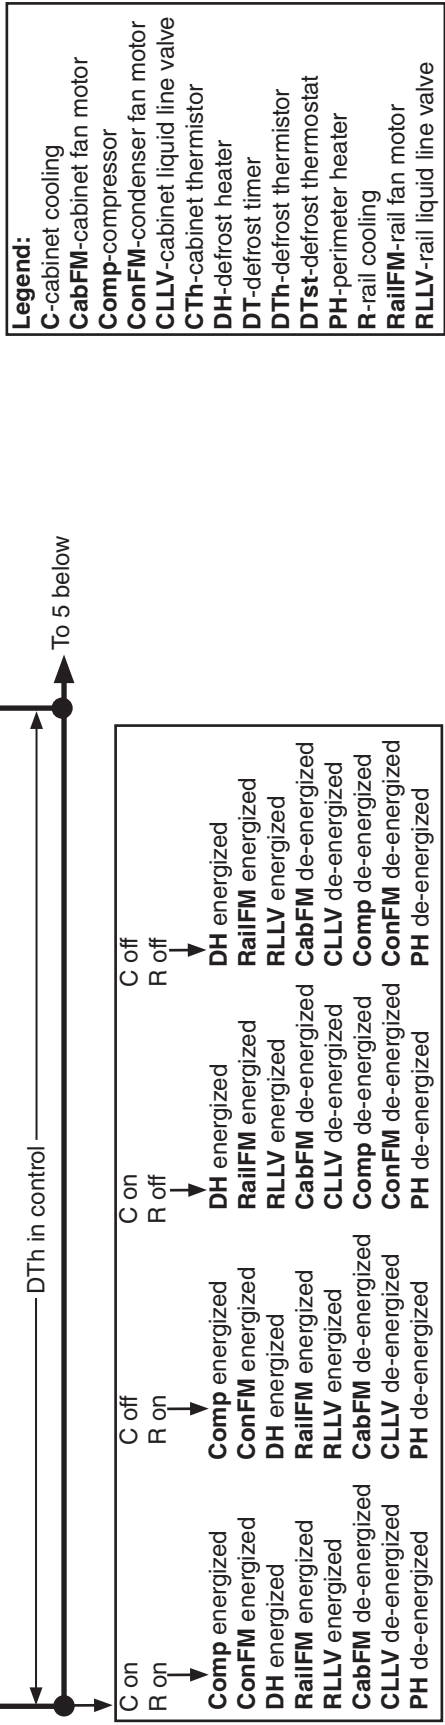 DTh in control
To 5 below
C on
R on
Comp energized
ConFM energized
DH energized
RailFM energized
RLLV energized
CabFM de-energized
CLLV de-energized
PH de-energized
C off
R on
Comp energized
ConFM energized
DH energized
RailFM energized
RLLV energized
CabFM de-energized
CLLV de-energized
PH de-energized
C on
R off
DH energized
RailFM energized
RLLV energized
CabFM de-energized
CLLV de-energized
Comp de-energized
ConFM de-energized
PH de-energized
C off
R off
DH energized
RailFM energized
RLLV energized
CabFM de-energized
CLLV de-energized
Comp de-energized
ConFM de-energized
PH de-energized
Legend:
C-cabinet cooling
CabFM-cabinet fan motor
Comp-compressor
ConFM-condenser fan motor
CLLV-cabinet liquid line valve
CTh-cabinet thermistor
DH-defrost heater
DT-defrost timer
DTh-defrost thermistor
DTst-defrost thermostat
PH-perimeter heater
R-rail cooling
RailFM-rail fan motor
RLLV-rail liquid line valve